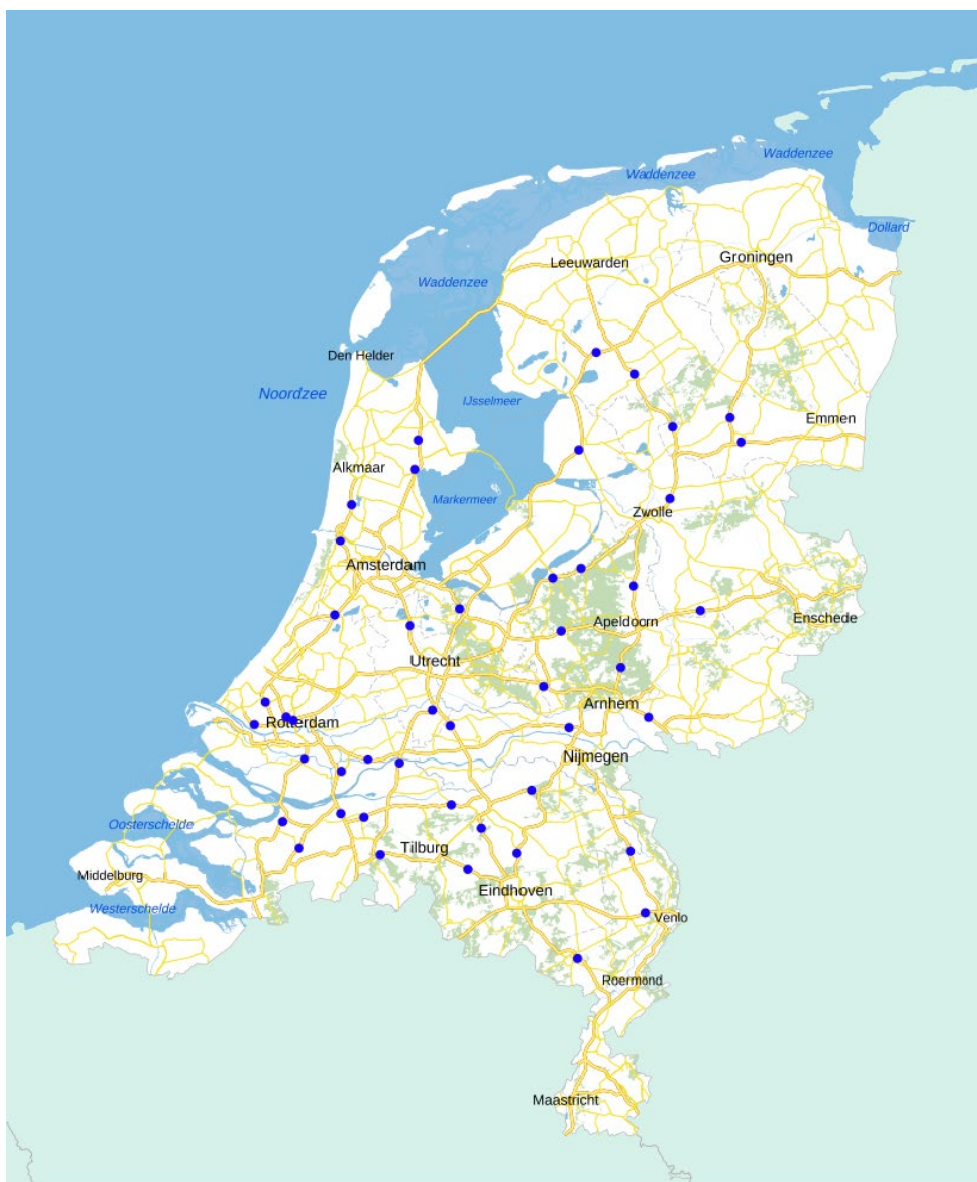 Waddenzee
Waddenzee
Dollard
Groningen
Leeuwarden
Waddenzee
Den Helder
Noordzee
IJsselmeer
Emmen
Alkmaar
Markermeer
Zwolle
Amsterdam
Enschede
Apeldoorn
Utrecht
Arnhem
Rotterdam
Nijmegen
Oosterschelde
Tilburg
Middelburg
Eindhoven
Westerschelde
Venlo
Roermond
Maastricht